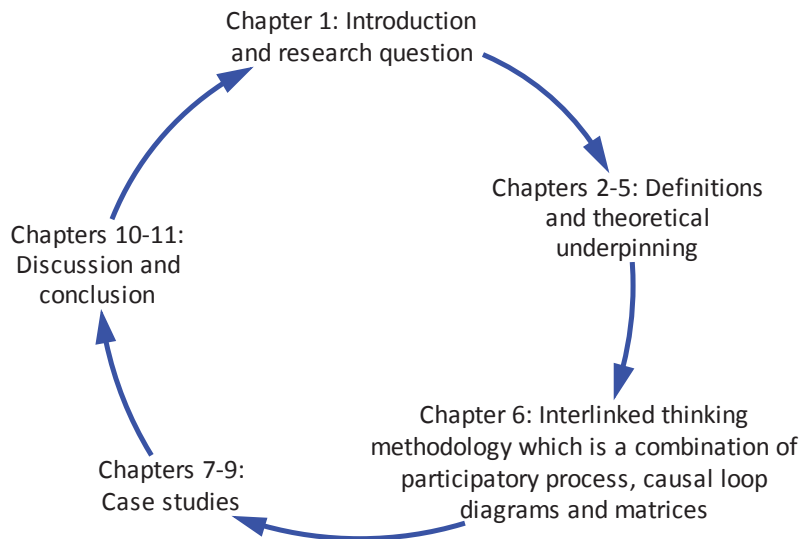 Chapter 1: Introduction
and research question
Chapters 2-5: Definitions
and theoretical
underpinning
Chapter 6: Interlinked thinking
methodology which is a combination of
participatory process, causal loop
diagrams and matrices
Chapters 7-9:
Case studies
Chapters 10-11:
Discussion and
conclusion